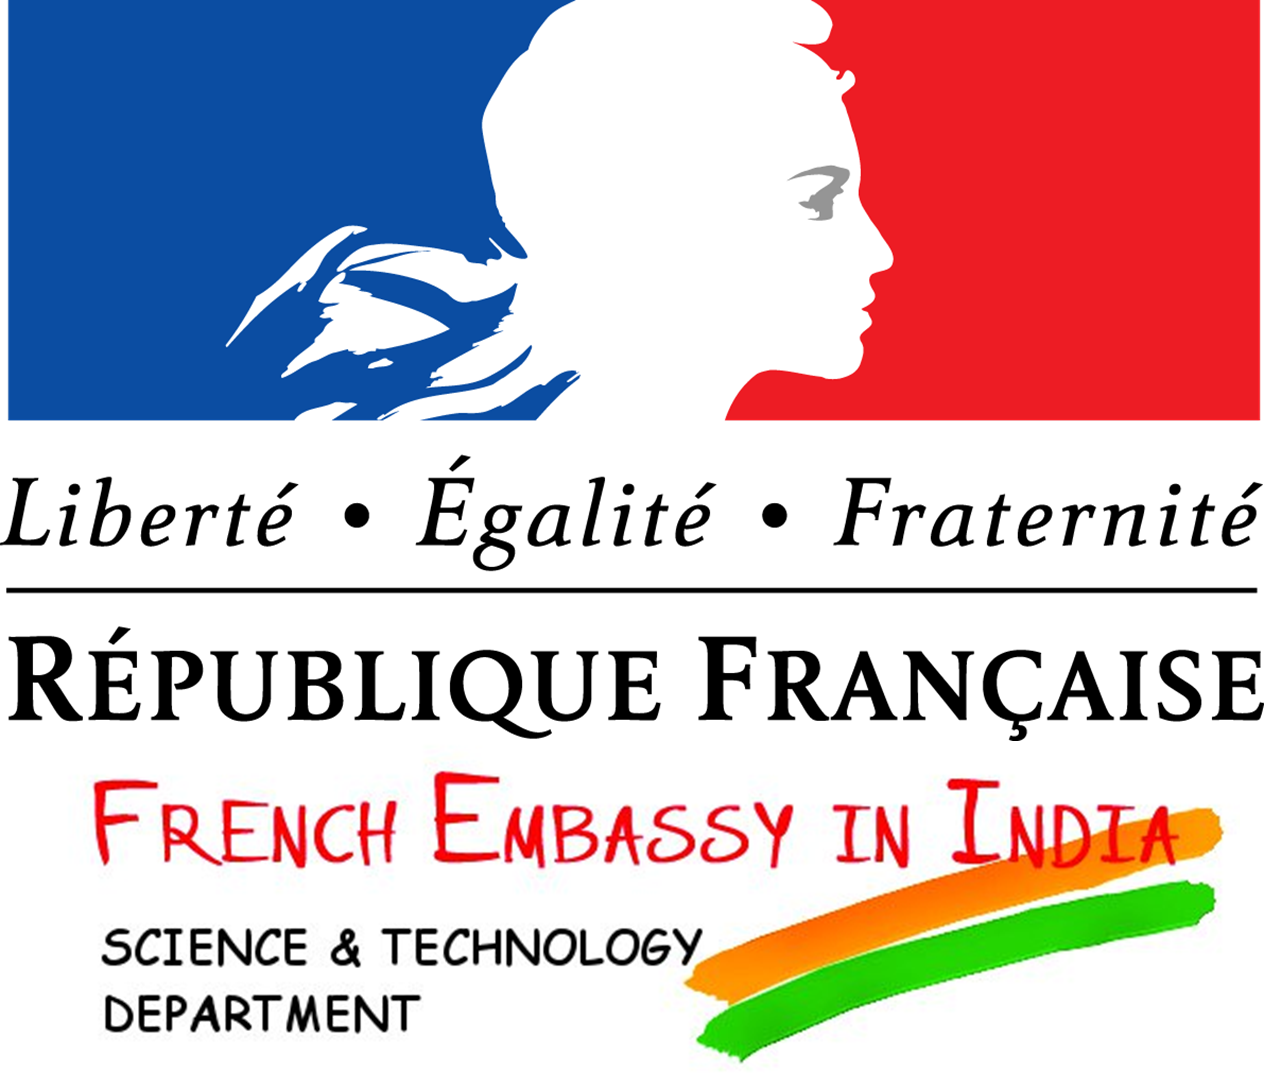 Liberté • Égalité • Fraternité
RÉPUBLIQUE FRANÇAISE
FRENCH EMBASSY IN INDIA
SCIENCE & TECHNOLOGY
DEPARTMENT